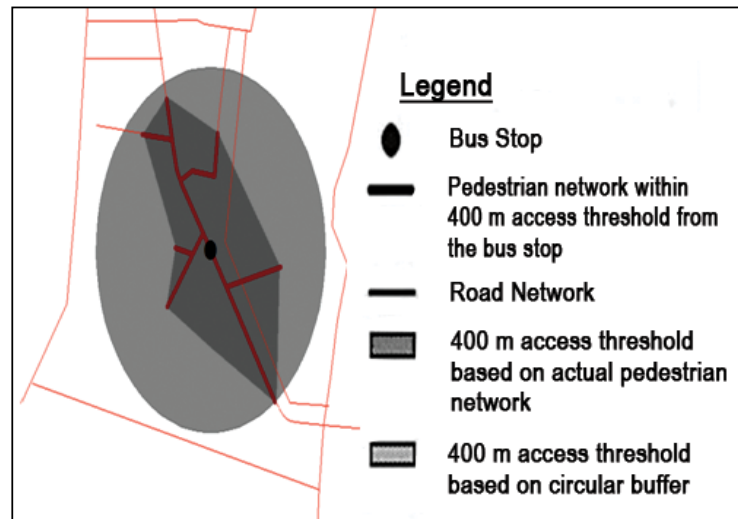 Legend
Bus Stop
Pedestrian network within
400 m access threshold from
the bus stop
Road Network
400 m access threshold
based on actual pedestrian
network
400 m access threshold
based on circular buffer